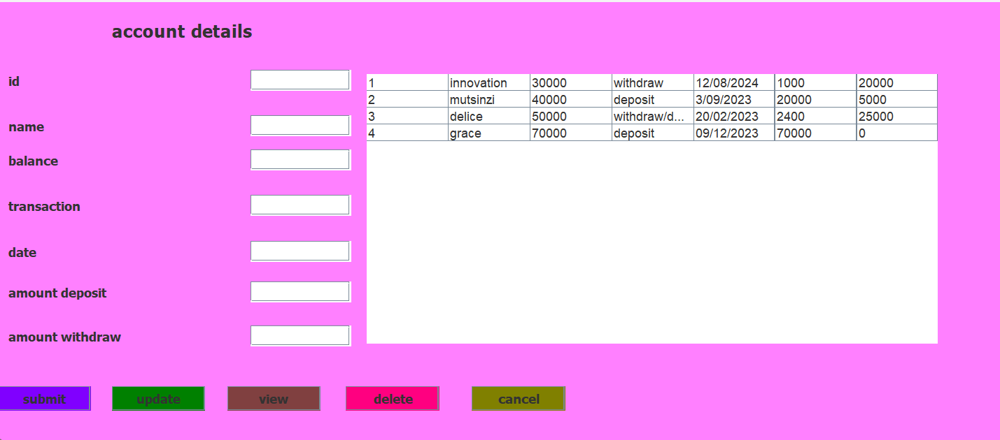 account details
id
name
balance
transaction
date
amount deposit
amount withdraw
1 innovation 30000 withdraw 12/08/2024 1000 20000
2 mutsinzi 40000 deposit 3/09/2023 20000 5000
3 delice 50000 withdraw/d... 20/02/2023 2400 25000
4 grace 70000 deposit 09/12/2023 70000 0
submit update view delete cancel